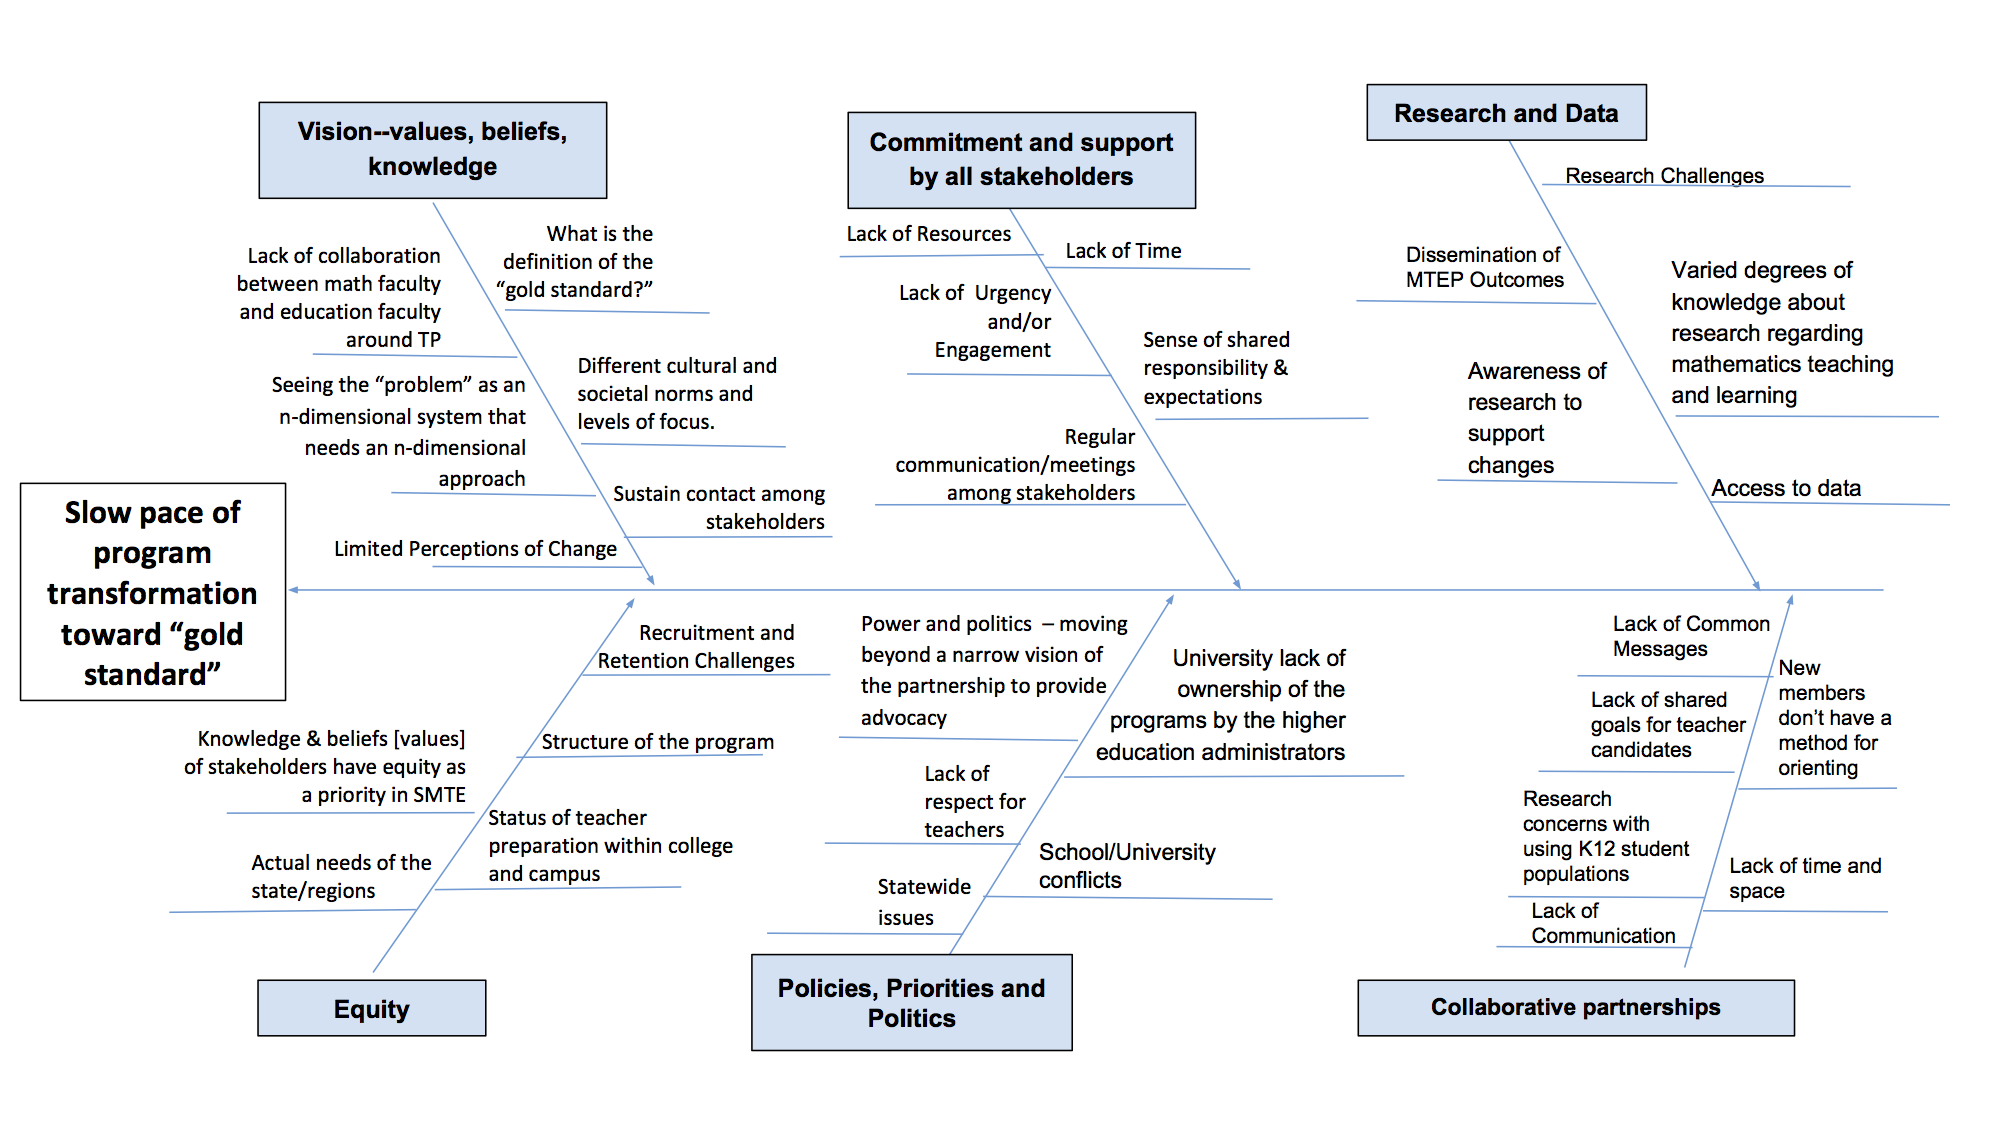 Vision--values, beliefs,
knowledge
Commitment and support
by all stakeholders
Research and Data
Lack of collaboration
between math faculty
and education faculty
around TP
What is the
definition of the
“gold standard?”
Seeing the “problem” as an
n-dimensional system that
needs an n-dimensional
approach
Different cultural and
societal norms and
levels of focus.
Sustain contact among
stakeholders
Limited Perceptions of Change
Lack of Resources
Lack of Time
Lack of  Urgency
and/or
Engagement
Sense of shared
responsibility &
expectations
Regular
communication/meetings
among stakeholders
Research Challenges
Dissemination of
MTEP Outcomes
Varied degrees of
knowledge about
research regarding
mathematics teaching
and learning
Awareness of
research to
support
changes
Access to data
Slow pace of
program
transformation
toward “gold
standard”
Recruitment and
Retention Challenges
Knowledge & beliefs [values]
of stakeholders have equity as
a priority in SMTE
Structure of the program
Actual needs of the
state/regions
Status of teacher
preparation within college
and campus
Equity
Power and politics  – moving
beyond a narrow vision of
the partnership to provide
advocacy
University lack of
ownership of the
programs by the higher
education administrators
Lack of
respect for
teachers
School/University
conflicts
Statewide
issues
Policies, Priorities and
Politics
Lack of Common
Messages
New
members
don’t have a
method for
orienting
Lack of shared
goals for teacher
candidates
Research
concerns with
using K12 student
populations
Lack of time and
space
Lack of
Communication
Collaborative partnerships